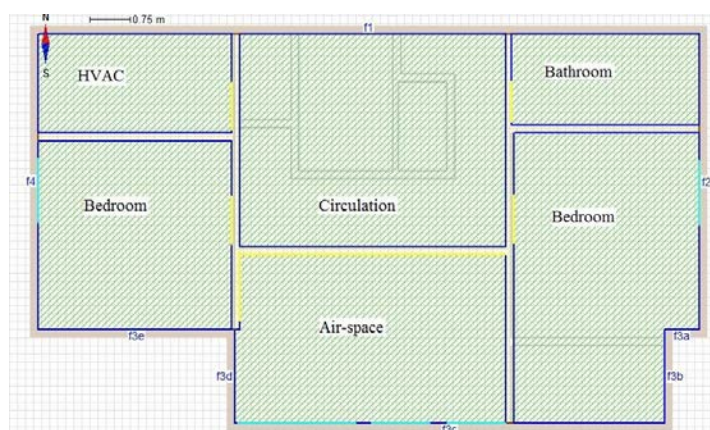 N
0.75 m
f1
S
HVAC
Bathroom
f4
f2
Bedroom
Circulation
Bedroom
Air-space
f3e
f3a
f3d
f3b
f3c